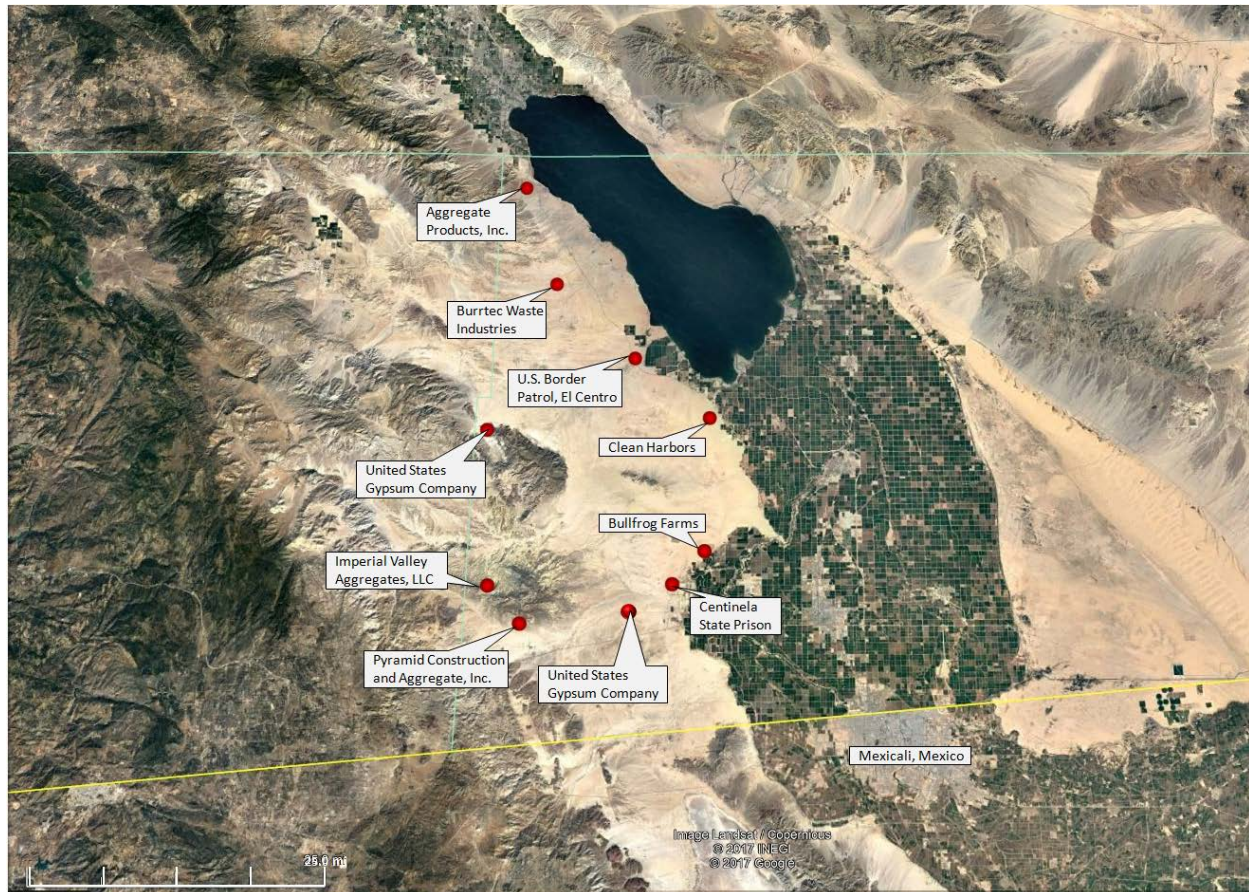 Aggregate
Products, Inc.
Burrtec Waste
Industries
U.S. Border
Patrol, El Centro
Clean Harbors
United States
Gypsum Company
Bullfrog Farms
Imperial Valley
Aggregates, LLC
Centinela
State Prison
Pyramid Construction
and Aggregate, Inc.
United States
Gypsum Company
Mexicali, Mexico
Image Landsat / Copernicus
© 2017 INEGI
© 2017 Google
25.0 mi